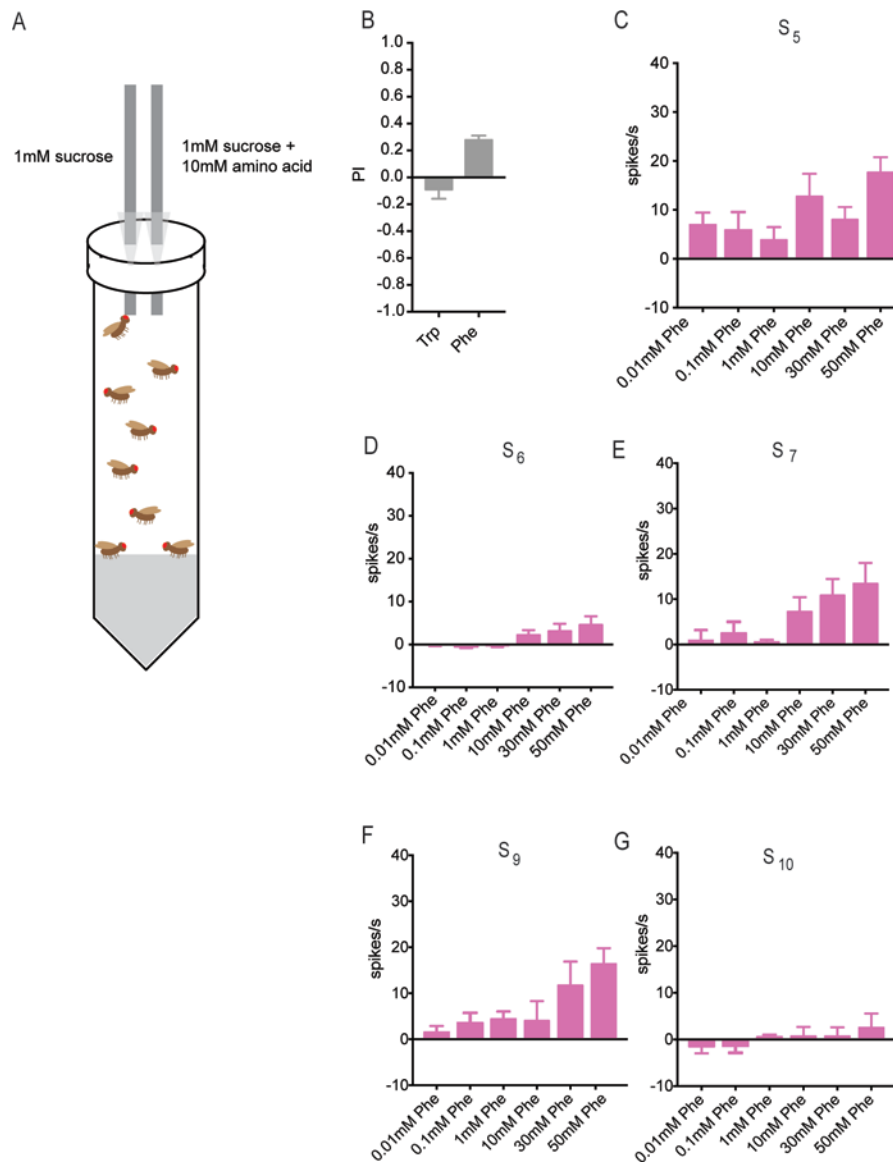 A
1mM sucrose
1mM sucrose +
10mM amino acid
B
1.0
0.8
0.6
0.4
0.2
0.0
-0.2
-0.4
-0.6
-0.8
-1.0
PI
Trp
Phe
C
S5
40
30
20
10
0
-10
spikes/s
0.01mM Phe
0.1mM Phe
1mM Phe
10mM Phe
30mM Phe
50mM Phe
D
S6
40
30
20
10
0
-10
spikes/s
0.01mM Phe
0.1mM Phe
1mM Phe
10mM Phe
30mM Phe
50mM Phe
E
S7
40
30
20
10
0
-10
spikes/s
0.01mM Phe
0.1mM Phe
1mM Phe
10mM Phe
30mM Phe
50mM Phe
F
S9
40
30
20
10
0
-10
spikes/s
0.01mM Phe
0.1mM Phe
1mM Phe
10mM Phe
30mM Phe
50mM Phe
G
S10
40
30
20
10
0
-10
spikes/s
0.01mM Phe
0.1mM Phe
1mM Phe
10mM Phe
30mM Phe
50mM Phe